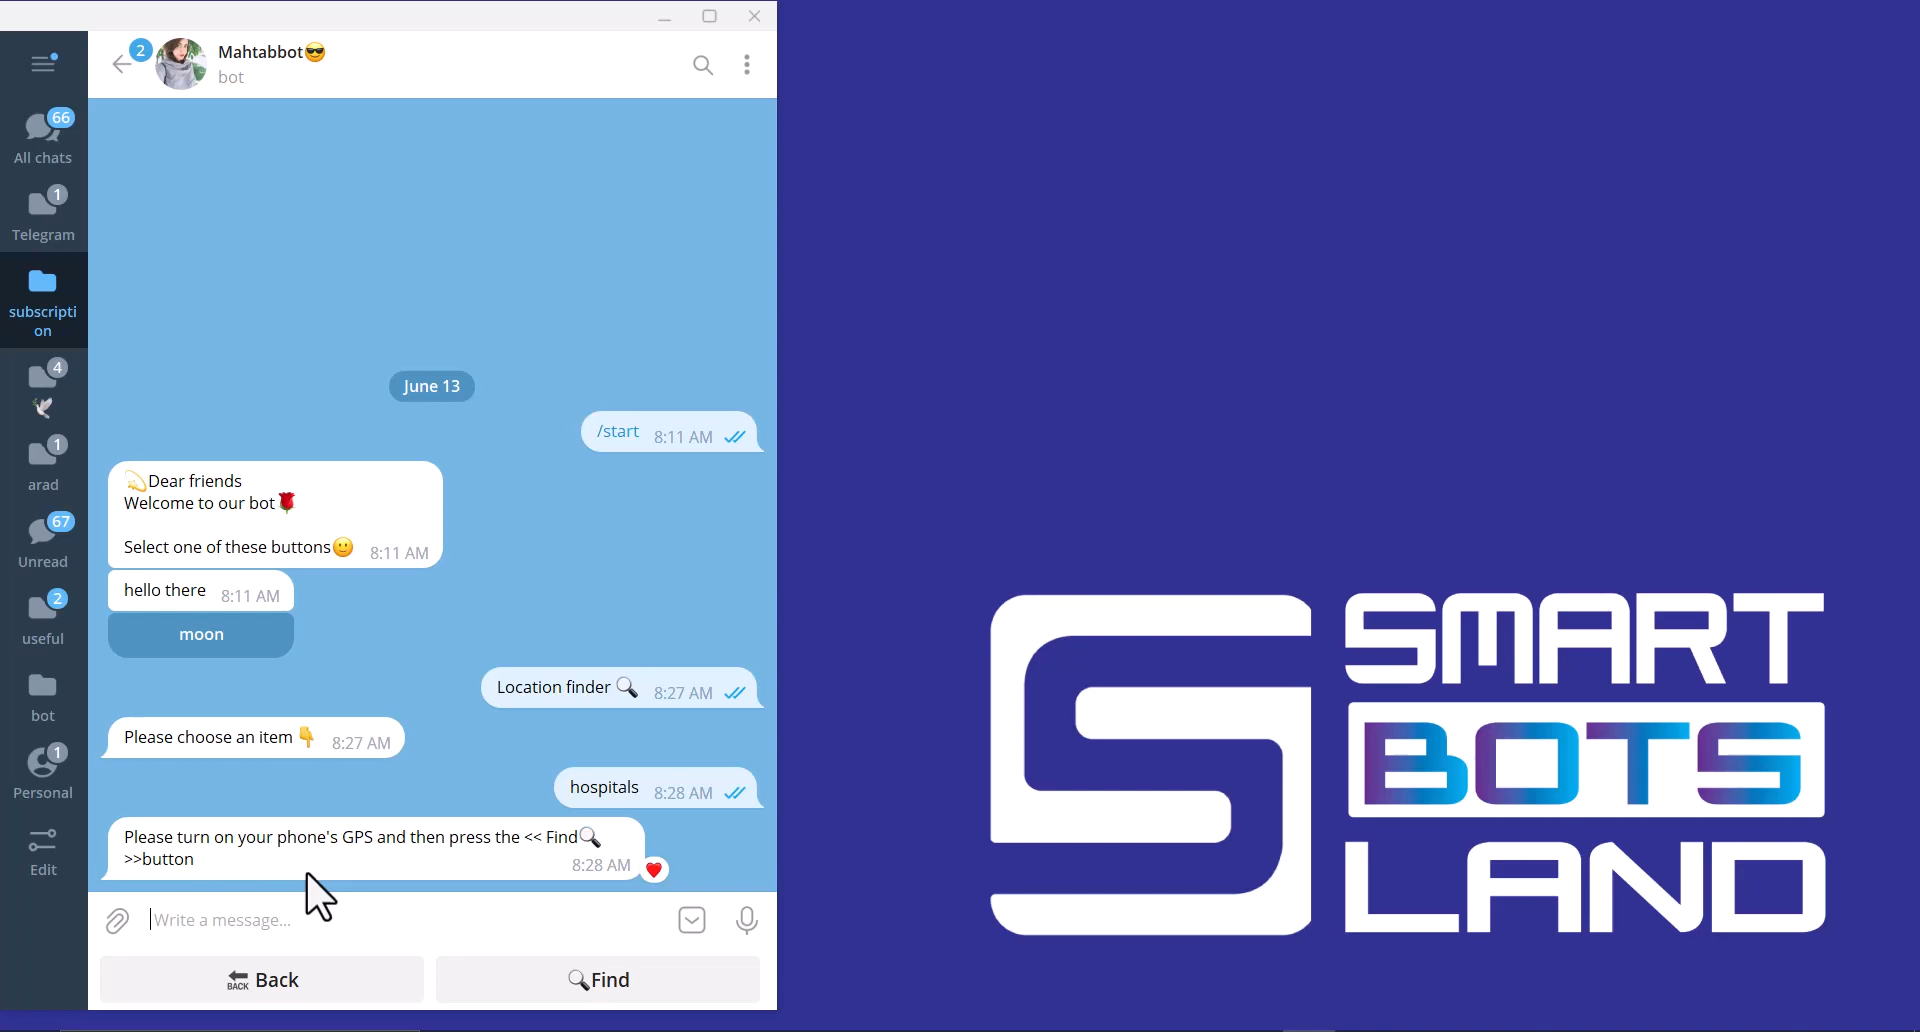 2
Mahtabbot😎
bot
66
All chats
1
Telegram
subscripti
on
4
🕊
1
arad
67
Unread
2
useful
bot
1
Personal
Edit
June 13
/start 8:11 AM
💫Dear friends
Welcome to our bot🌹
Select one of these buttons🙂 8:11 AM
hello there 8:11 AM
moon
Location finder 🔍 8:27 AM
Please choose an item 👇 8:27 AM
hospitals 8:28 AM
Please turn on your phone's GPS and then press the << Find🔍
>>button
8:28 AM
Write a message...
🔙 Back
🔍Find
SMART
BOTS
LAND